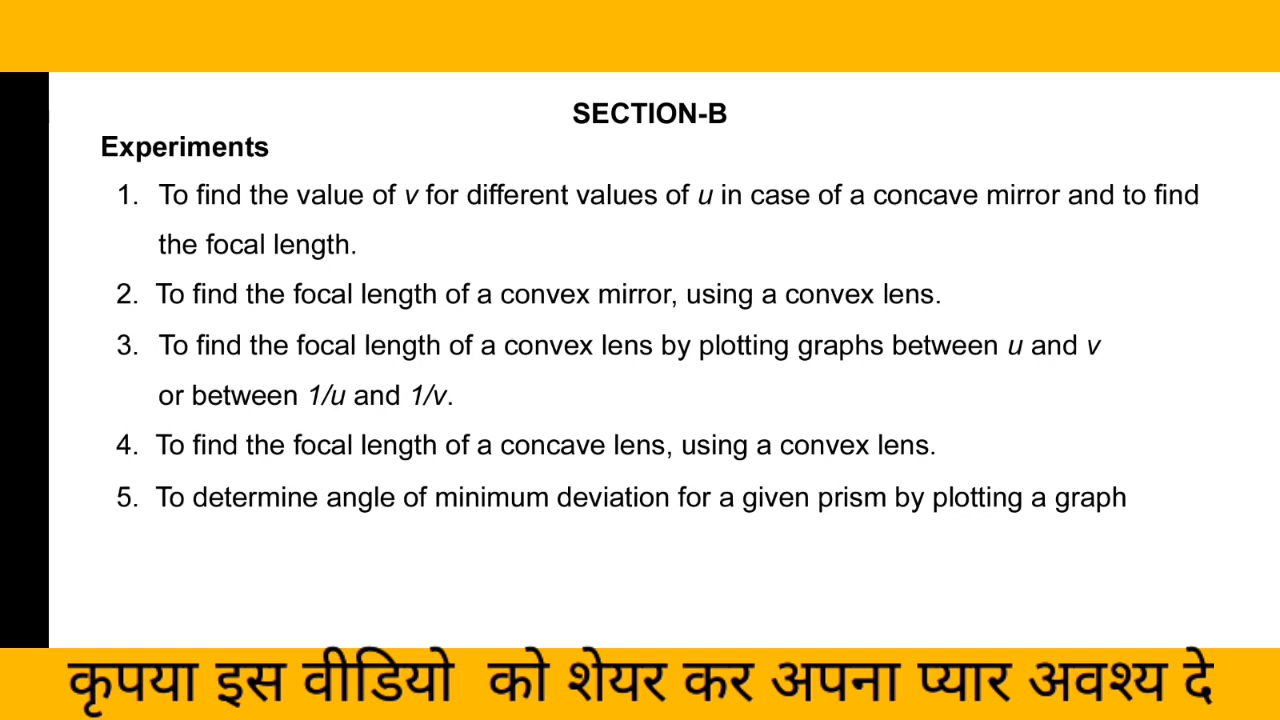 SECTION-B
Experiments
1. To find the value of v for different values of u in case of a concave mirror and to find
the focal length.
2. To find the focal length of a convex mirror, using a convex lens.
3. To find the focal length of a convex lens by plotting graphs between u and v
or between 1/u and 1/v.
4. To find the focal length of a concave lens, using a convex lens.
5. To determine angle of minimum deviation for a given prism by plotting a graph
कृपया इस वीडियो को शेयर कर अपना प्यार अवश्य दे